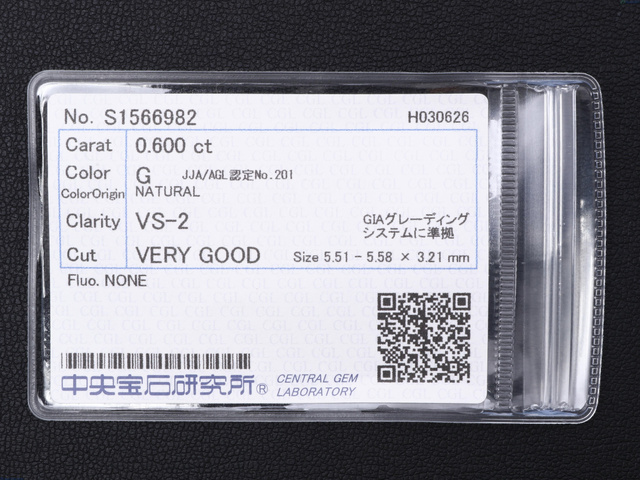 No. S1566982 H030626
Carat 0.600 ct
Color G JJA/AGL認定No.201
ColorOrigin NATURAL
Clarity VS-2 GIAグレーディング
システムに準拠
Cut VERY GOOD Size 5.51 - 5.58 × 3.21 mm
Fluo. NONE
中央宝石研究所® CENTRAL GEM
LABORATORY